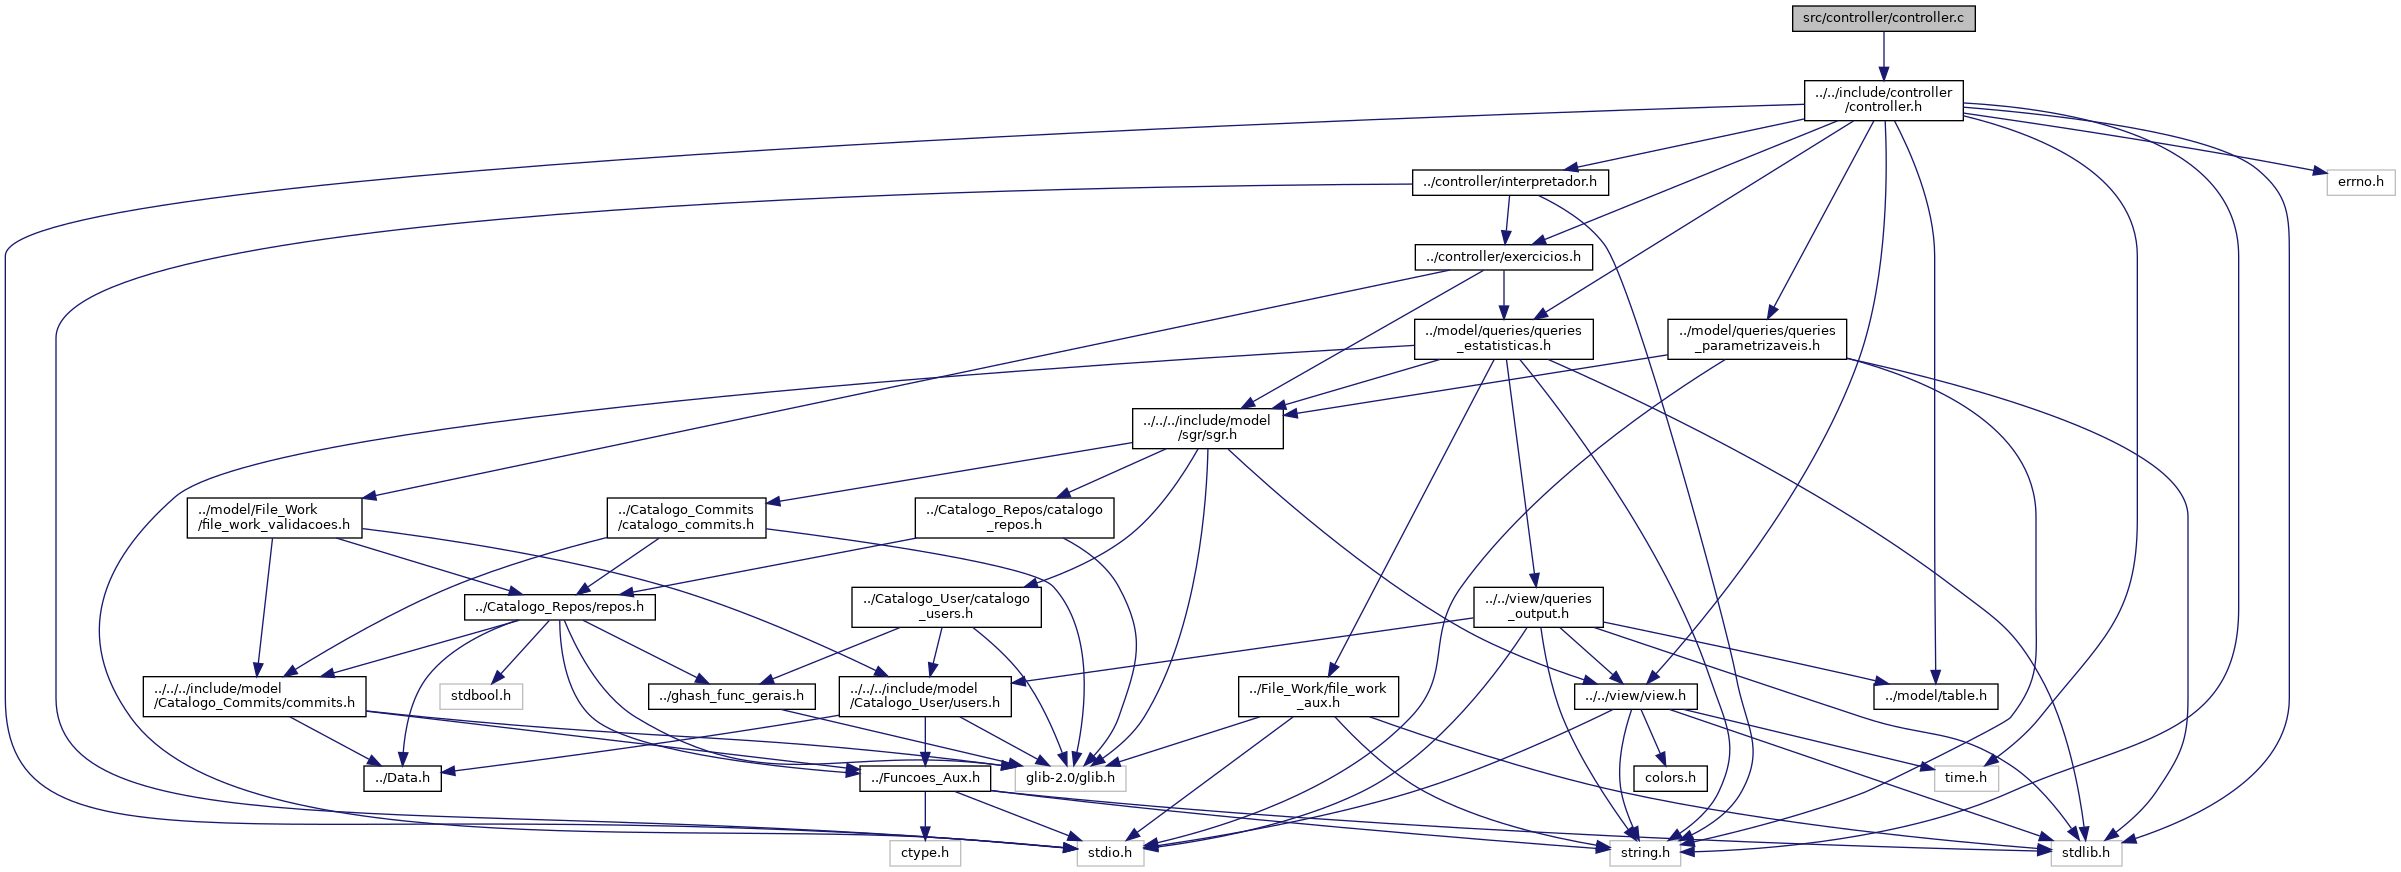 src/controller/controller.c
../../include/controller
/controller.h
../controller/interpretador.h
errno.h
../controller/exercicios.h
../model/queries/queries
_estatisticas.h
../model/queries/queries
_parametrizaveis.h
../../../include/model
/sgr/sgr.h
../model/File_Work
/file_work_validacoes.h
../Catalogo_Commits
/catalogo_commits.h
../Catalogo_Repos/catalogo
_repos.h
../Catalogo_Repos/repos.h
../Catalogo_User/catalogo
_users.h
../../view/queries
_output.h
../../../include/model
/Catalogo_Commits/commits.h
stdbool.h
../ghash_func_gerais.h
../../../include/model
/Catalogo_User/users.h
../File_Work/file_work
_aux.h
../../view/view.h
../model/table.h
../Data.h
../Funcoes_Aux.h
glib-2.0/glib.h
colors.h
time.h
ctype.h
stdio.h
string.h
stdlib.h